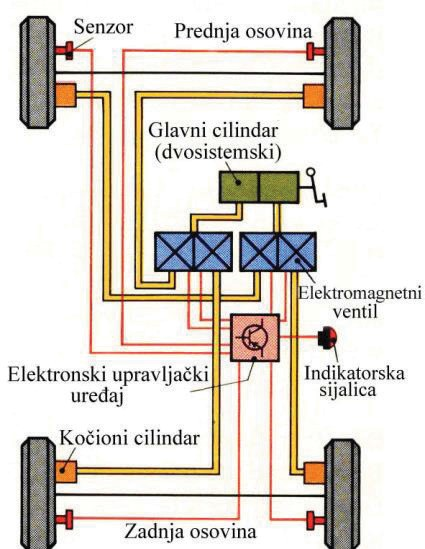 Senzor
Prednja osovina
Glavni cilindar
(dvosistemski)
Elektromagnetni
ventil
Elektronski upravljački
uređaj
Indikatorska
sijalica
Kočioni cilindar
Zadnja osovina